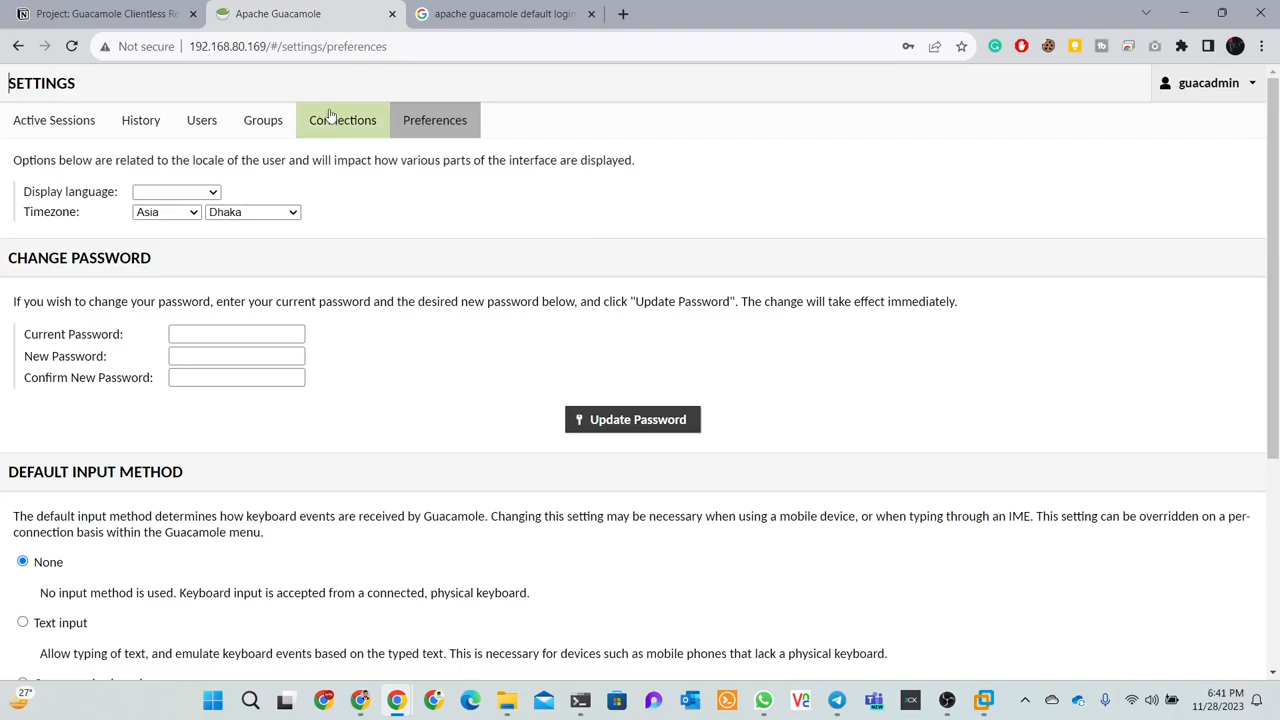 Project: Guacamole Clientless Re
Apache Guacamole
apache guacamole default login
Not secure
192.168.80.169/#/settings/preferences
SETTINGS
guacadmin
Active Sessions
History
Users
Groups
Connections
Preferences
Options below are related to the locale of the user and will impact how various parts of the interface are displayed.
Display language:
Timezone:
Asia
Dhaka
CHANGE PASSWORD
If you wish to change your password, enter your current password and the desired new password below, and click "Update Password". The change will take effect immediately.
Current Password:
New Password:
Confirm New Password:
Update Password
DEFAULT INPUT METHOD
The default input method determines how keyboard events are received by Guacamole. Changing this setting may be necessary when using a mobile device, or when typing through an IME. This setting can be overridden on a per-
connection basis within the Guacamole menu.
None
No input method is used. Keyboard input is accepted from a connected, physical keyboard.
Text input
Allow typing of text, and emulate keyboard events based on the typed text. This is necessary for devices such as mobile phones that lack a physical keyboard.
27°
6:41 PM
11/28/2023